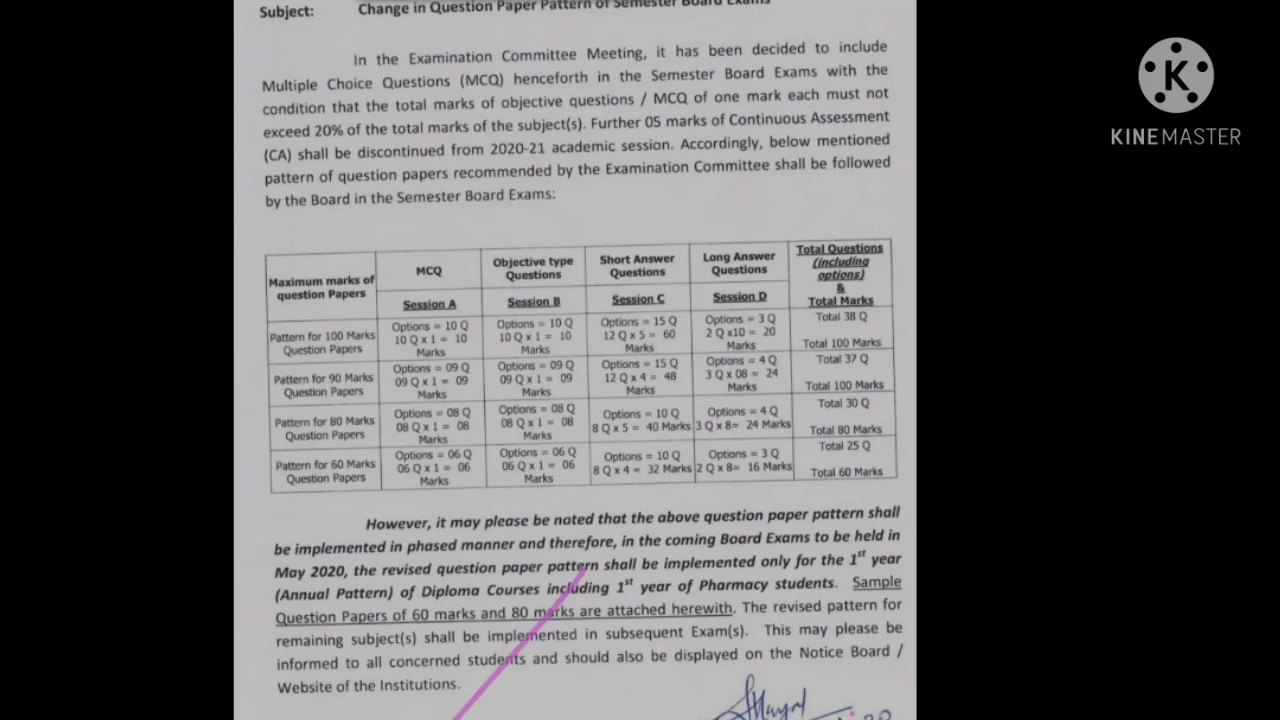 Subject: Change in Question Paper Pattern of Semester Board Exams
In the Examination Committee Meeting, it has been decided to include
Multiple Choice Questions (MCQ) henceforth in the Semester Board Exams with the
condition that the total marks of objective questions / MCQ of one mark each must not
exceed 20% of the total marks of the subject(s). Further 05 marks of Continuous Assessment
(CA) shall be discontinued from 2020-21 academic session. Accordingly, below mentioned
pattern of question papers recommended by the Examination Committee shall be followed
by the Board in the Semester Board Exams:
Maximum marks of
question Papers
MCQ
Session A
Objective type
Questions
Session B
Short Answer
Questions
Session C
Long Answer
Questions
Session D
Total Questions
(including
options)
&
Total Marks
Pattern for 100 Marks
Question Papers
Options = 10 Q
10 Q x 1 = 10
Marks
Options = 10 Q
10 Q x 1 = 10
Marks
Options = 15 Q
12 Q x 5 = 60
Marks
Options = 3 Q
2 Q x10 = 20
Marks
Total 38 Q
Total 100 Marks
Pattern for 90 Marks
Question Papers
Options = 09 Q
09 Q x 1 = 09
Marks
Options = 09 Q
09 Q x 1 = 09
Marks
Options = 15 Q
12 Q x 4 = 48
Marks
Options = 4 Q
3 Q x 08 = 24
Marks
Total 37 Q
Total 100 Marks
Pattern for 80 Marks
Question Papers
Options = 08 Q
08 Q x 1 = 08
Marks
Options = 08 Q
08 Q x 1 = 08
Marks
Options = 10 Q
8 Q x 5 = 40 Marks
Options = 4 Q
3 Q x 8= 24 Marks
Total 30 Q
Total 80 Marks
Pattern for 60 Marks
Question Papers
Options = 06 Q
06 Q x 1 = 06
Marks
Options = 06 Q
06 Q x 1 = 06
Marks
Options = 10 Q
8 Q x 4 = 32 Marks
Options = 3 Q
2 Q x 8= 16 Marks
Total 25 Q
Total 60 Marks
However, it may please be noted that the above question paper pattern shall
be implemented in phased manner and therefore, in the coming Board Exams to be held in
May 2020, the revised question paper pattern shall be implemented only for the 1st year
(Annual Pattern) of Diploma Courses including 1st year of Pharmacy students. Sample
Question Papers of 60 marks and 80 marks are attached herewith. The revised pattern for
remaining subject(s) shall be implemented in subsequent Exam(s). This may please be
informed to all concerned students and should also be displayed on the Notice Board /
Website of the Institutions.
K
KINEMASTER